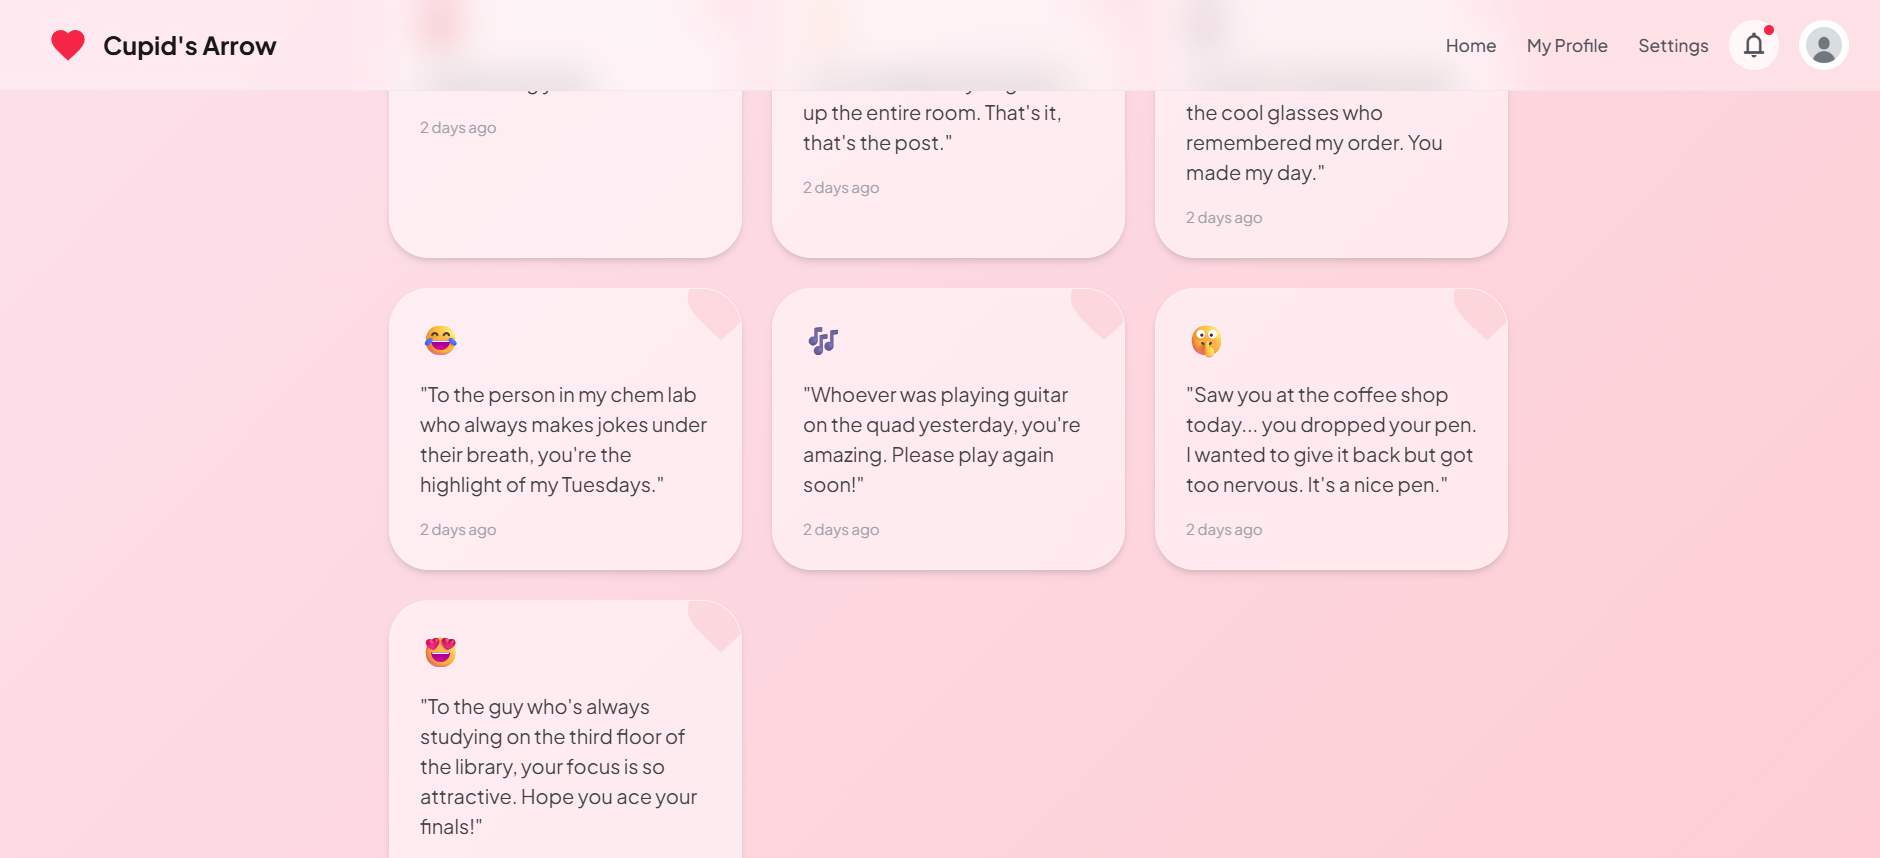 Cupid's Arrow
Home
My Profile
Settings
2 days ago
up the entire room. That's it,
that's the post."
2 days ago
the cool glasses who
remembered my order. You
made my day."
2 days ago
"To the person in my chem lab
who always makes jokes under
their breath, you're the
highlight of my Tuesdays."
2 days ago
"Whoever was playing guitar
on the quad yesterday, you're
amazing. Please play again
soon!"
2 days ago
"Saw you at the coffee shop
today... you dropped your pen.
I wanted to give it back but got
too nervous. It's a nice pen."
2 days ago
"To the guy who's always
studying on the third floor of
the library, your focus is so
attractive. Hope you ace your
finals!"